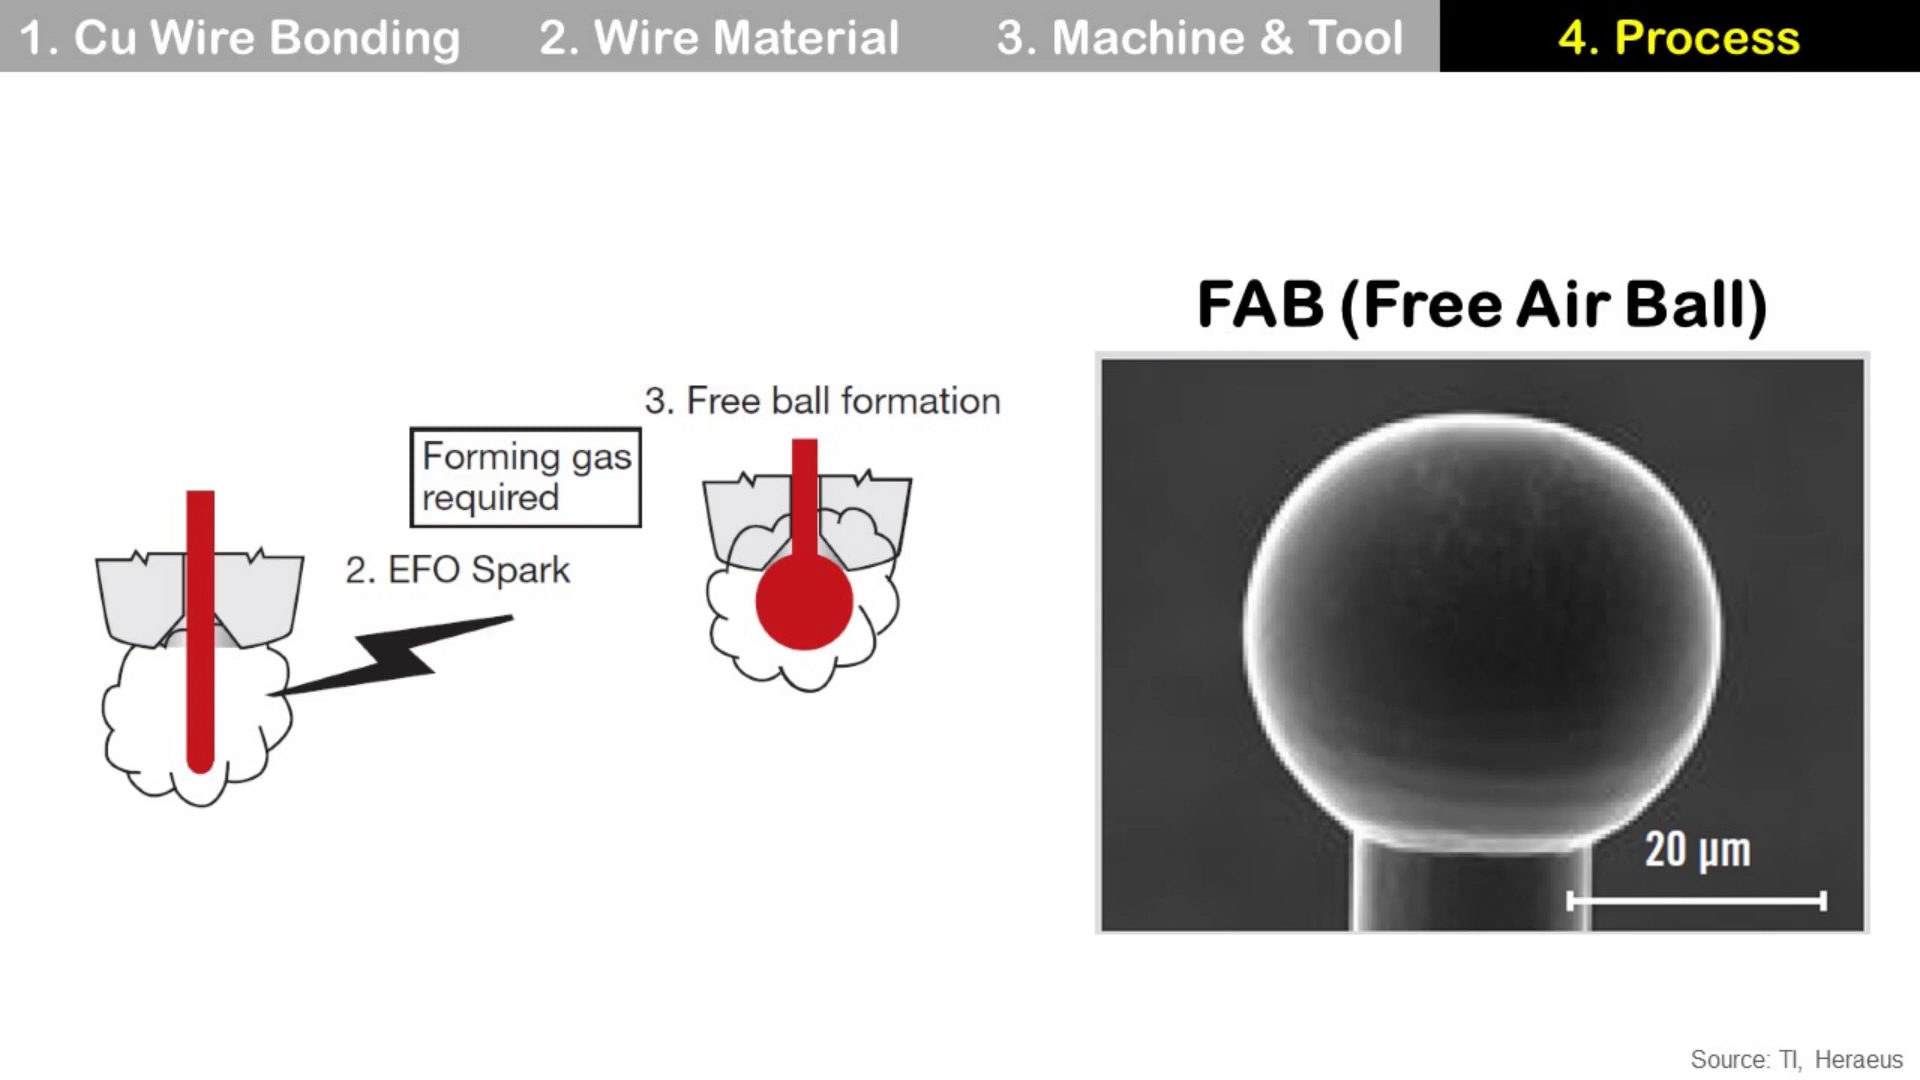 1. Cu Wire Bonding
2. Wire Material
3. Machine & Tool
4. Process
FAB (Free Air Ball)
3. Free ball formation
Forming gas
required
2. EFO Spark
20 µm
Source: TI, Heraeus